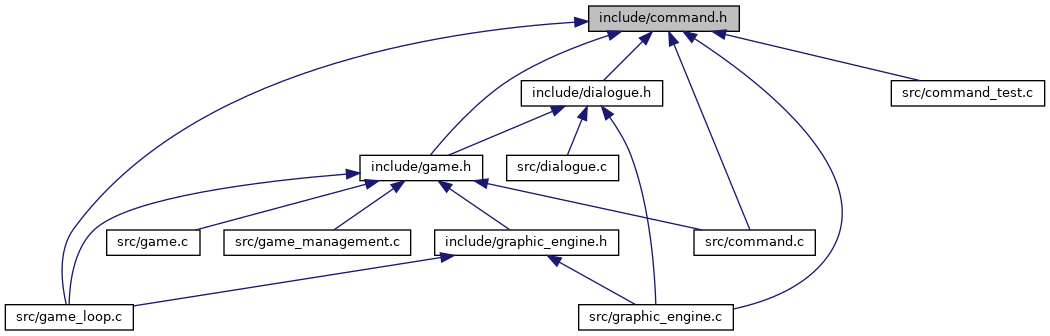 include/command.h
include/dialogue.h
src/command_test.c
include/game.h
src/dialogue.c
src/game.c
src/game_management.c
include/graphic_engine.h
src/command.c
src/game_loop.c
src/graphic_engine.c